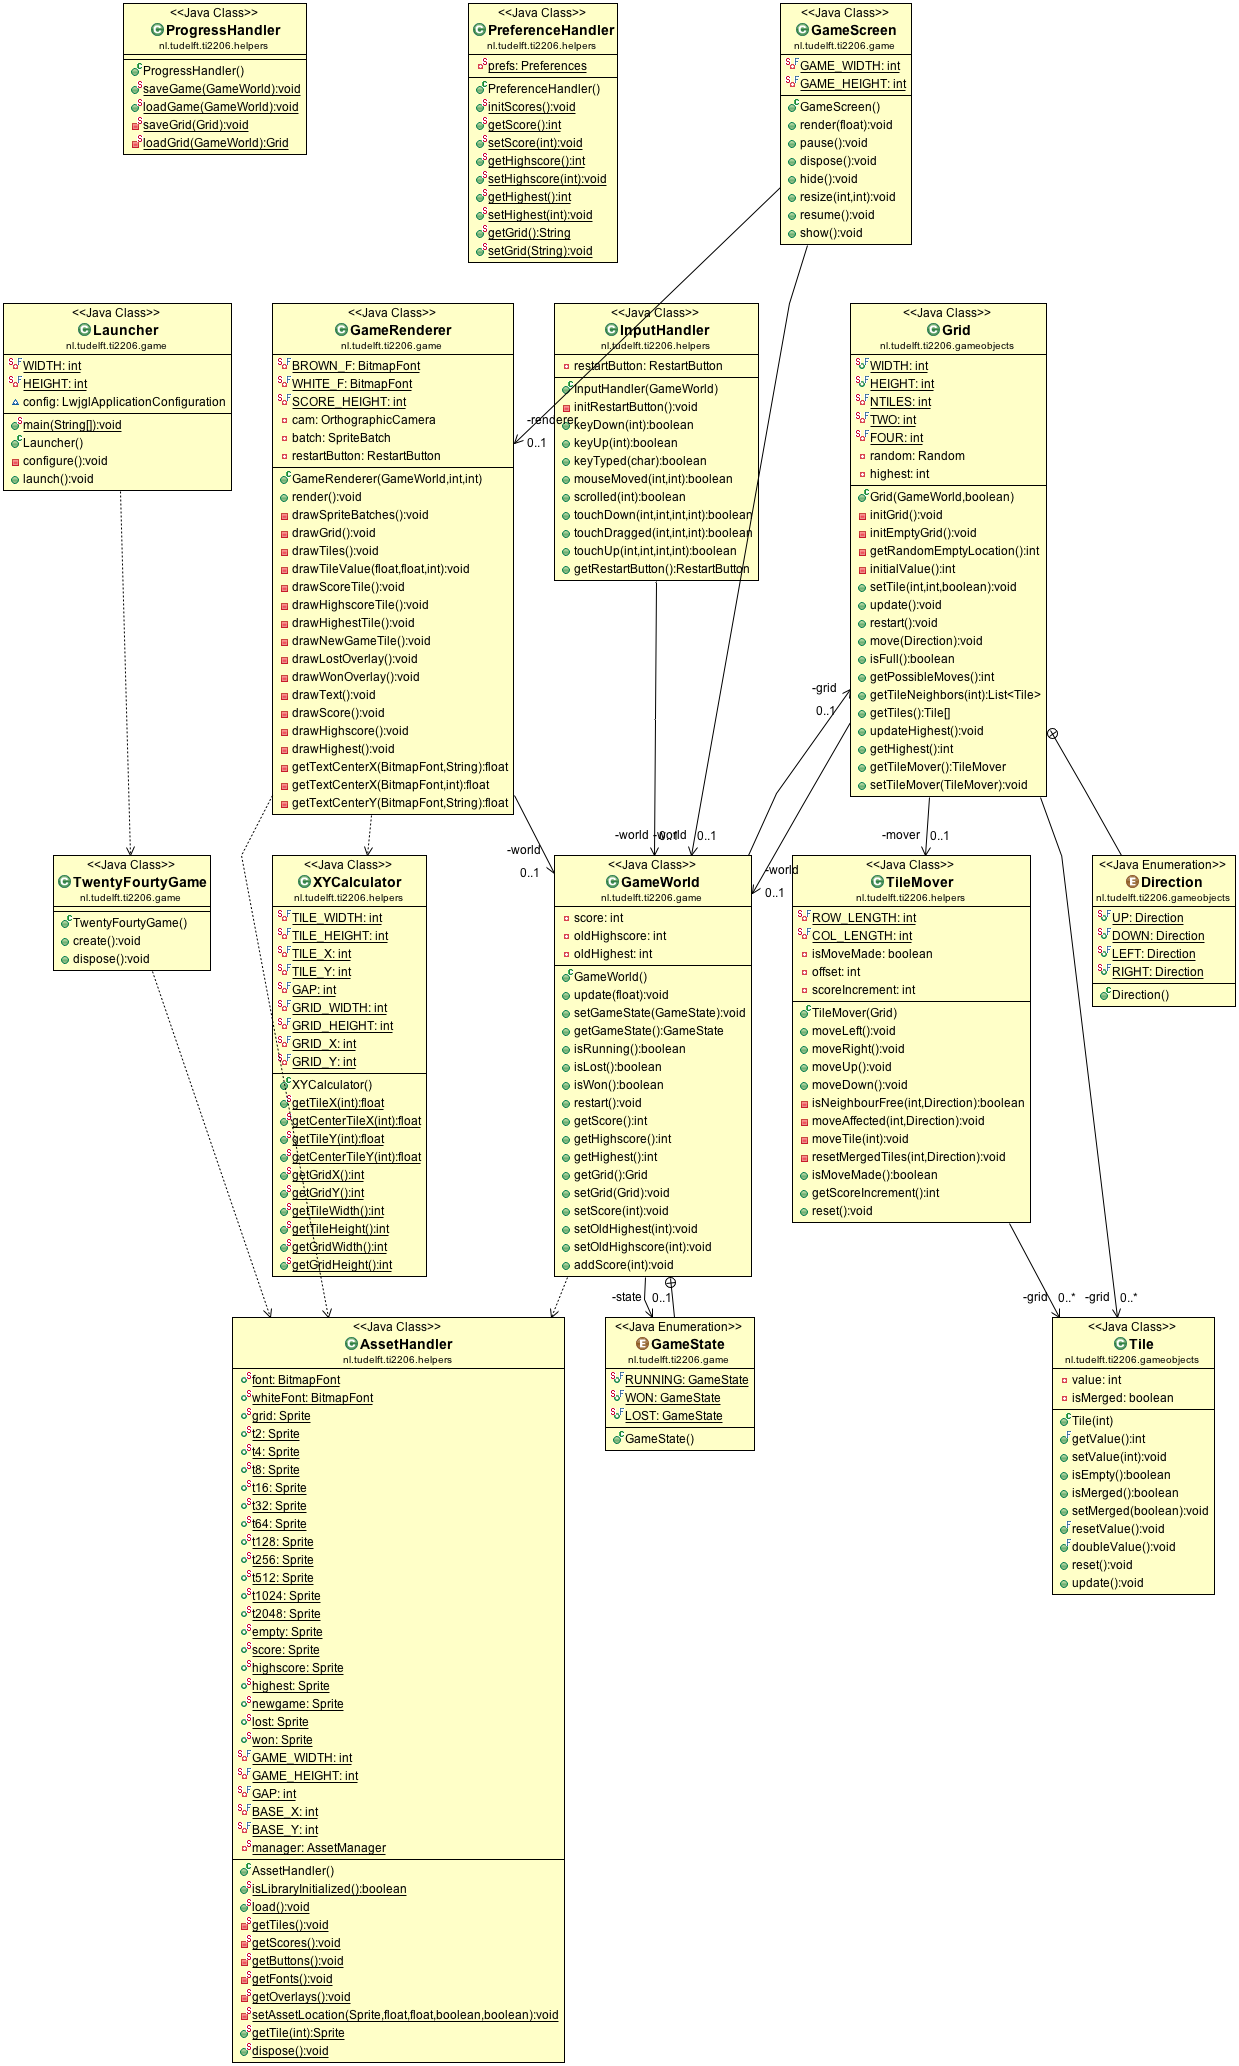 <<Java Class>>
ProgressHandler
nl.tudelft.ti2206.helpers
ProgressHandler()
saveGame(GameWorld):void
loadGame(GameWorld):void
saveGrid(Grid):void
loadGrid(GameWorld):Grid
<<Java Class>>
PreferenceHandler
nl.tudelft.ti2206.helpers
prefs: Preferences
PreferenceHandler()
initScores():void
getScore():int
setScore(int):void
getHighscore():int
setHighscore(int):void
getHighest():int
setHighest(int):void
getGrid():String
setGrid(String):void
<<Java Class>>
GameScreen
nl.tudelft.ti2206.game
GAME_WIDTH: int
GAME_HEIGHT: int
GameScreen()
render(float):void
pause():void
dispose():void
hide():void
resize(int,int):void
resume():void
show():void
<<Java Class>>
Launcher
nl.tudelft.ti2206.game
WIDTH: int
HEIGHT: int
config: LwjglApplicationConfiguration
main(String[]):void
Launcher()
configure():void
launch():void
<<Java Class>>
GameRenderer
nl.tudelft.ti2206.game
BROWN_F: BitmapFont
WHITE_F: BitmapFont
SCORE_HEIGHT: int
cam: OrthographicCamera
batch: SpriteBatch
restartButton: RestartButton
GameRenderer(GameWorld,int,int)
render():void
drawSpriteBatches():void
drawGrid():void
drawTiles():void
drawTileValue(float,float,int):void
drawScoreTile():void
drawHighscoreTile():void
drawHighestTile():void
drawNewGameTile():void
drawLostOverlay():void
drawWonOverlay():void
drawText():void
drawScore():void
drawHighscore():void
drawHighest():void
getTextCenterX(BitmapFont,String):float
getTextCenterX(BitmapFont,int):float
getTextCenterY(BitmapFont,String):float
-renderer
0..1
<<Java Class>>
InputHandler
nl.tudelft.ti2206.helpers
restartButton: RestartButton
InputHandler(GameWorld)
initRestartButton():void
keyDown(int):boolean
keyUp(int):boolean
keyTyped(char):boolean
mouseMoved(int,int):boolean
scrolled(int):boolean
touchDown(int,int,int,int):boolean
touchDragged(int,int,int):boolean
touchUp(int,int,int,int):boolean
getRestartButton():RestartButton
<<Java Class>>
Grid
nl.tudelft.ti2206.gameobjects
WIDTH: int
HEIGHT: int
NTILES: int
TWO: int
FOUR: int
random: Random
highest: int
Grid(GameWorld,boolean)
initGrid():void
initEmptyGrid():void
getRandomEmptyLocation():int
initialValue():int
setTile(int,int,boolean):void
update():void
restart():void
move(Direction):void
isFull():boolean
getPossibleMoves():int
getTileNeighbors(int):List<Tile>
getTiles():Tile[]
updateHighest():void
getHighest():int
getTileMover():TileMover
setTileMover(TileMover):void
-grid
0..1
-world
0..1
-world
0..1
-world
0..1
-world
0..1
-mover
0..1
<<Java Class>>
TwentyFourtyGame
nl.tudelft.ti2206.game
TwentyFourtyGame()
create():void
dispose():void
<<Java Class>>
XYCalculator
nl.tudelft.ti2206.helpers
TILE_WIDTH: int
TILE_HEIGHT: int
TILE_X: int
TILE_Y: int
GAP: int
GRID_WIDTH: int
GRID_HEIGHT: int
GRID_X: int
GRID_Y: int
XYCalculator()
getTileX(int):float
getCenterTileX(int):float
getTileY(int):float
getCenterTileY(int):float
getGridX():int
getGridY():int
getTileWidth():int
getTileHeight():int
getGridWidth():int
getGridHeight():int
<<Java Class>>
GameWorld
nl.tudelft.ti2206.game
score: int
oldHighscore: int
oldHighest: int
GameWorld()
update(float):void
setGameState(GameState):void
getGameState():GameState
isRunning():boolean
isLost():boolean
isWon():boolean
restart():void
getScore():int
getHighscore():int
getHighest():int
getGrid():Grid
setGrid(Grid):void
setScore(int):void
setOldHighest(int):void
setOldHighscore(int):void
addScore(int):void
<<Java Class>>
TileMover
nl.tudelft.ti2206.helpers
ROW_LENGTH: int
COL_LENGTH: int
isMoveMade: boolean
offset: int
scoreIncrement: int
TileMover(Grid)
moveLeft():void
moveRight():void
moveUp():void
moveDown():void
isNeighbourFree(int,Direction):boolean
moveAffected(int,Direction):void
moveTile(int):void
resetMergedTiles(int,Direction):void
isMoveMade():boolean
getScoreIncrement():int
reset():void
<<Java Enumeration>>
Direction
nl.tudelft.ti2206.gameobjects
UP: Direction
DOWN: Direction
LEFT: Direction
RIGHT: Direction
Direction()
-state
0..1
-grid
0..*
-grid
0..*
<<Java Class>>
AssetHandler
nl.tudelft.ti2206.helpers
font: BitmapFont
whiteFont: BitmapFont
grid: Sprite
t2: Sprite
t4: Sprite
t8: Sprite
t16: Sprite
t32: Sprite
t64: Sprite
t128: Sprite
t256: Sprite
t512: Sprite
t1024: Sprite
t2048: Sprite
empty: Sprite
score: Sprite
highscore: Sprite
highest: Sprite
newgame: Sprite
lost: Sprite
won: Sprite
GAME_WIDTH: int
GAME_HEIGHT: int
GAP: int
BASE_X: int
BASE_Y: int
manager: AssetManager
AssetHandler()
isLibraryInitialized():boolean
load():void
getTiles():void
getScores():void
getButtons():void
getFonts():void
getOverlays():void
setAssetLocation(Sprite,float,float,boolean,boolean):void
getTile(int):Sprite
dispose():void
<<Java Enumeration>>
GameState
nl.tudelft.ti2206.game
RUNNING: GameState
WON: GameState
LOST: GameState
GameState()
<<Java Class>>
Tile
nl.tudelft.ti2206.gameobjects
value: int
isMerged: boolean
Tile(int)
getValue():int
setValue(int):void
isEmpty():boolean
isMerged():boolean
setMerged(boolean):void
resetValue():void
doubleValue():void
reset():void
update():void